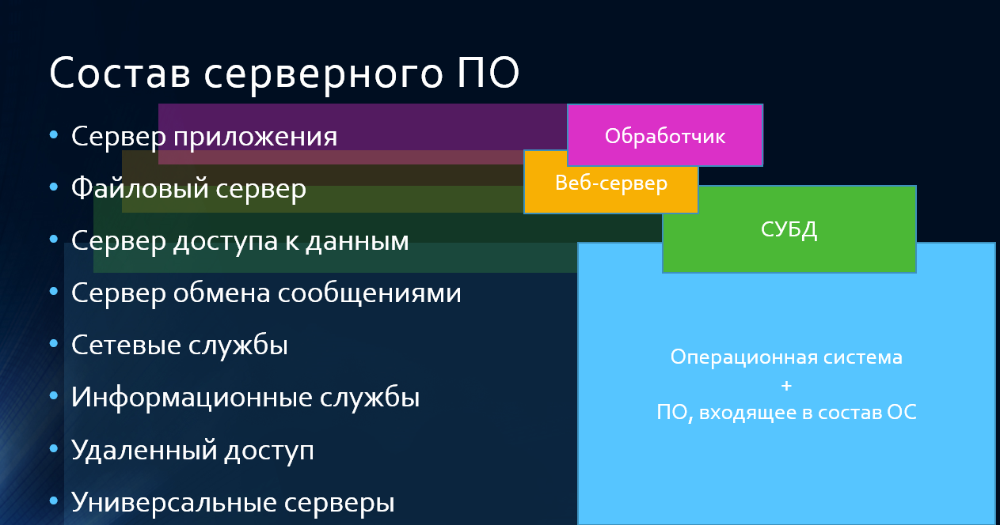 Состав серверного ПО
Сервер приложения
Файловый сервер
Сервер доступа к данным
Сервер обмена сообщениями
Сетевые службы
Информационные службы
Удаленный доступ
Универсальные серверы
Обработчик
Веб-сервер
СУБД
Операционная система
+
ПО, входящее в состав ОС